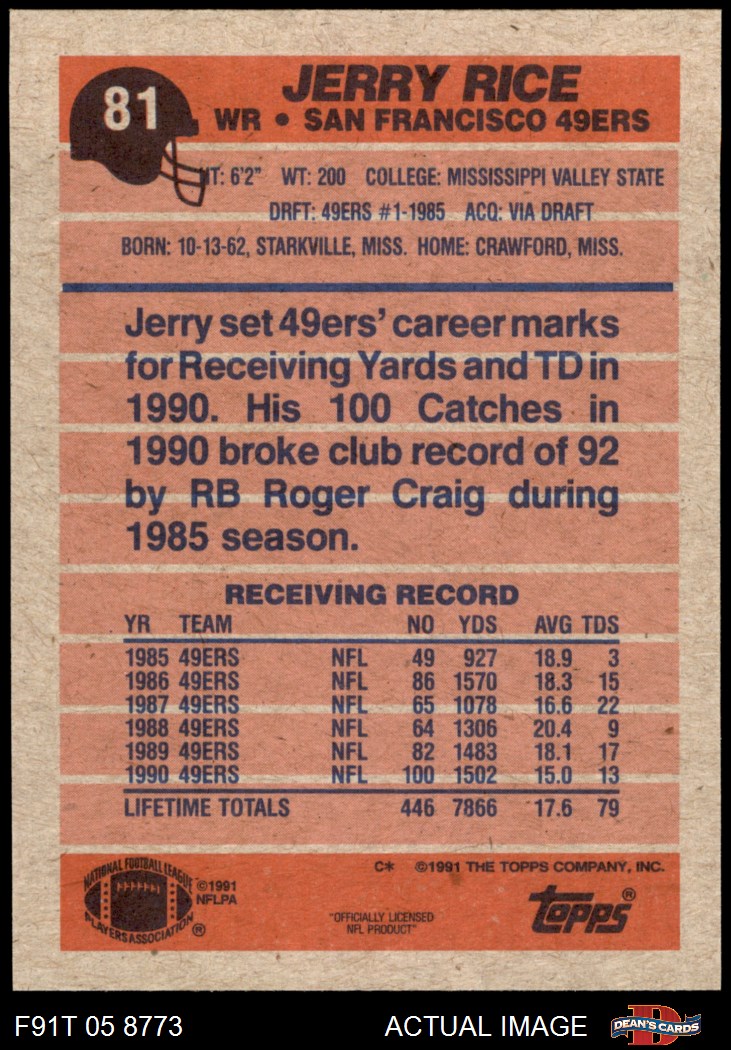 81
JERRY RICE
WR • SAN FRANCISCO 49ERS
HT: 6'2" WT: 200 COLLEGE: MISSISSIPPI VALLEY STATE
DRFT: 49ERS #1-1985 ACQ: VIA DRAFT
BORN: 10-13-62, STARKVILLE, MISS. HOME: CRAWFORD, MISS.
Jerry set 49ers' career marks
for Receiving Yards and TD in
1990. His 100 Catches in
1990 broke club record of 92
by RB Roger Craig during
1985 season.
RECEIVING RECORD
YR TEAM NO YDS AVG TDS
1985 49ERS NFL 49 927 18.9 3
1986 49ERS NFL 86 1570 18.3 15
1987 49ERS NFL 65 1078 16.6 22
1988 49ERS NFL 64 1306 20.4 9
1989 49ERS NFL 82 1483 18.1 17
1990 49ERS NFL 100 1502 15.0 13
LIFETIME TOTALS 446 7866 17.6 79
C* ©1991 THE TOPPS COMPANY, INC.
NATIONAL FOOTBALL LEAGUE
PLAYERS ASSOCIATION ®
©1991
NFLPA
"OFFICIALLY LICENSED
NFL PRODUCT"
topps®
F91T 05 8773 ACTUAL IMAGE
D
DEAN'S CARDS